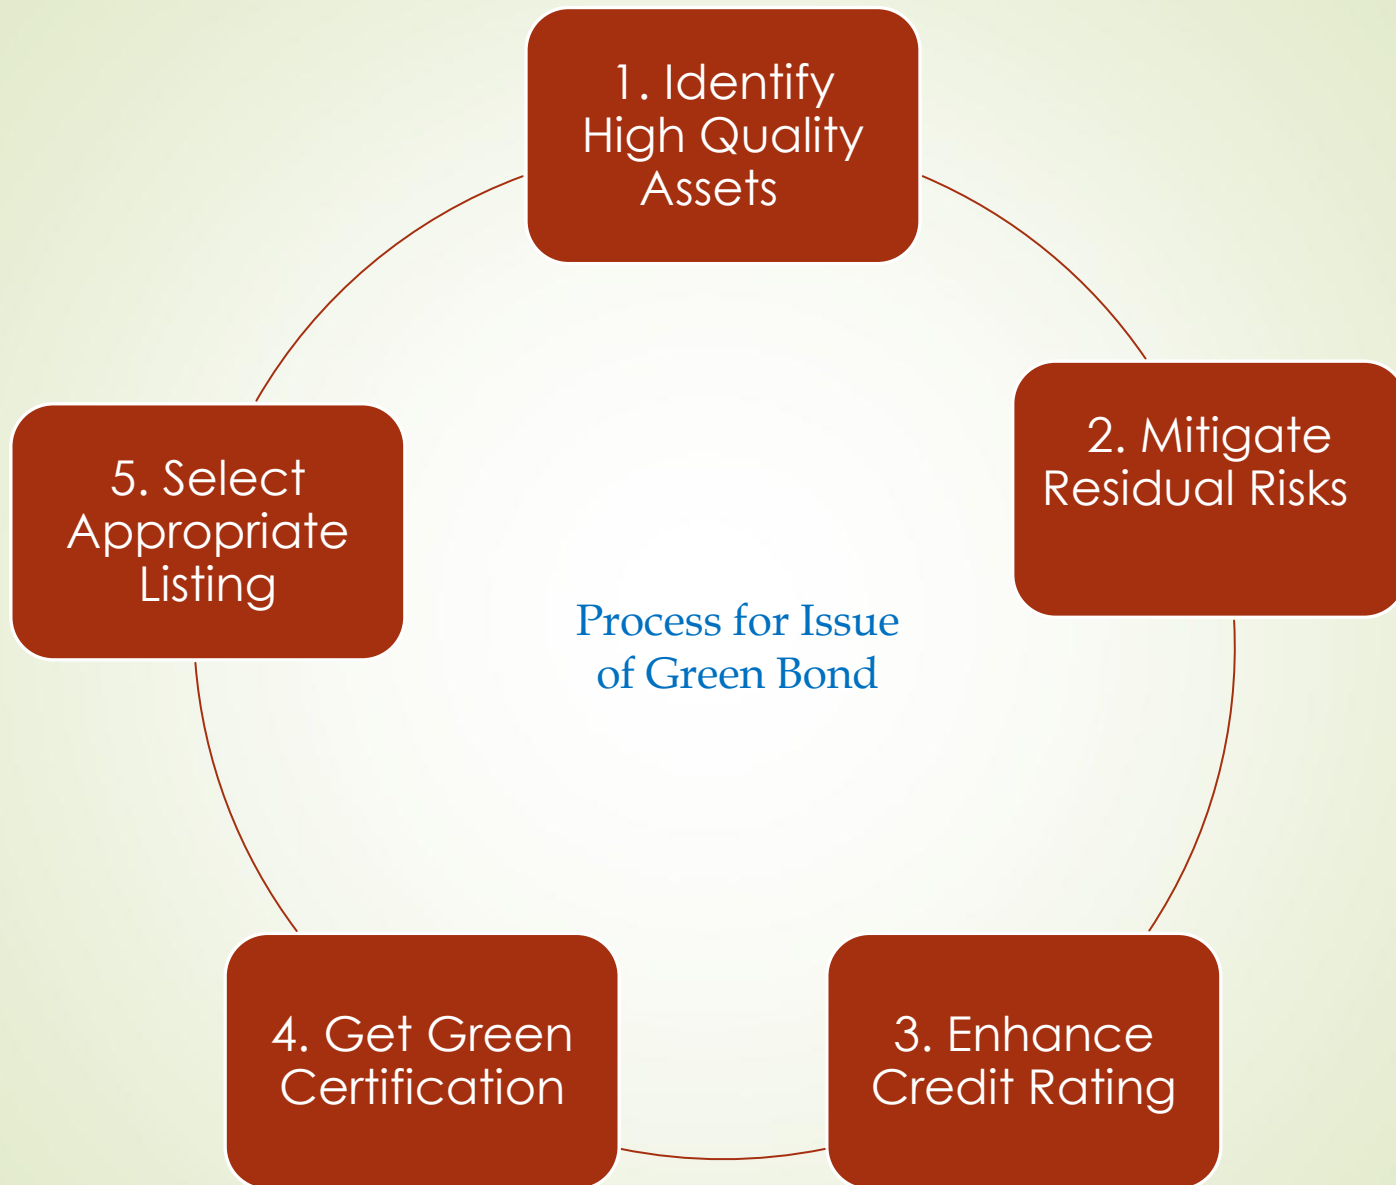 1. Identify
High Quality
Assets
2. Mitigate
Residual Risks
3. Enhance
Credit Rating
4. Get Green
Certification
5. Select
Appropriate
Listing
Process for Issue
of Green Bond